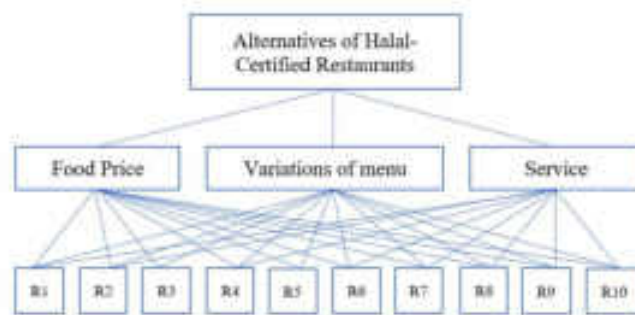 Alternatives of Halal-
Certified Restaurants
Food Price
Variations of menu
Service
R1
R2
R3
R4
R5
R6
R7
R8
R9
R10